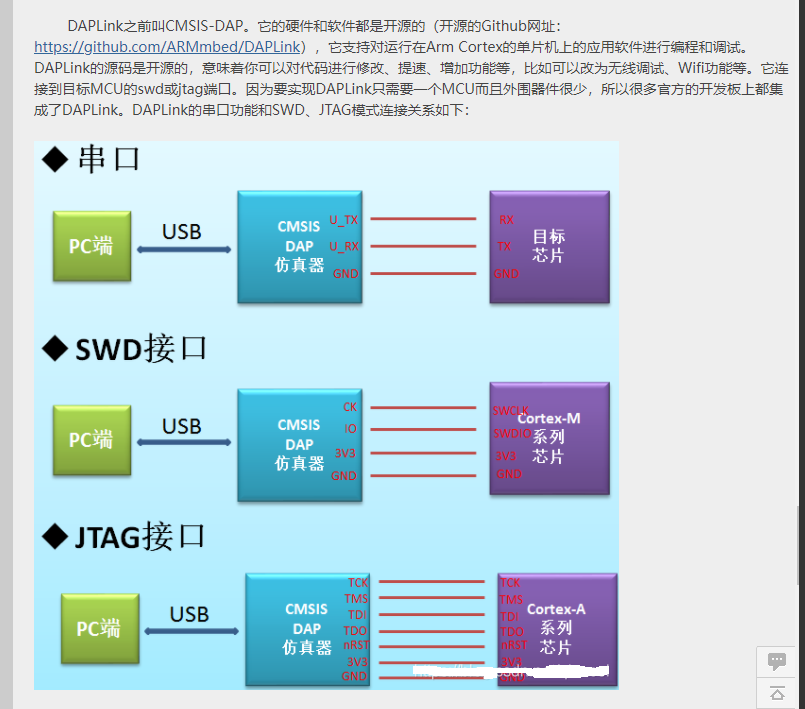 DAPLink之前叫CMSIS-DAP。它的硬件和软件都是开源的（开源的Github网址：
https://github.com/ARMmbed/DAPLink），它支持对运行在Arm Cortex的单片机上的应用软件进行编程和调试。
DAPLink的源码是开源的，意味着你可以对代码进行修改、提速、增加功能等，比如可以改为无线调试、Wifi功能等。它连
接到目标MCU的swd或jtag端口。因为要实现DAPLink只需要一个MCU而且外围器件很少，所以很多官方的开发板上都集
成了DAPLink。DAPLink的串口功能和SWD、JTAG模式连接关系如下：
◆ 串口
PC端
USB
CMSIS
DAP
仿真器
U_TX
U_RX
GND
RX
TX
GND
目标
芯片
◆ SWD接口
PC端
USB
CMSIS
DAP
仿真器
CK
IO
3V3
GND
SWCLK
SWDIO
3V3
GND
Cortex-M
系列
芯片
◆ JTAG接口
PC端
USB
CMSIS
DAP
仿真器
TCK
TMS
TDI
TDO
nRST
3V3
GND
TCK
TMS
TDI
TDO
nRST
3V3
GND
Cortex-A
系列
芯片